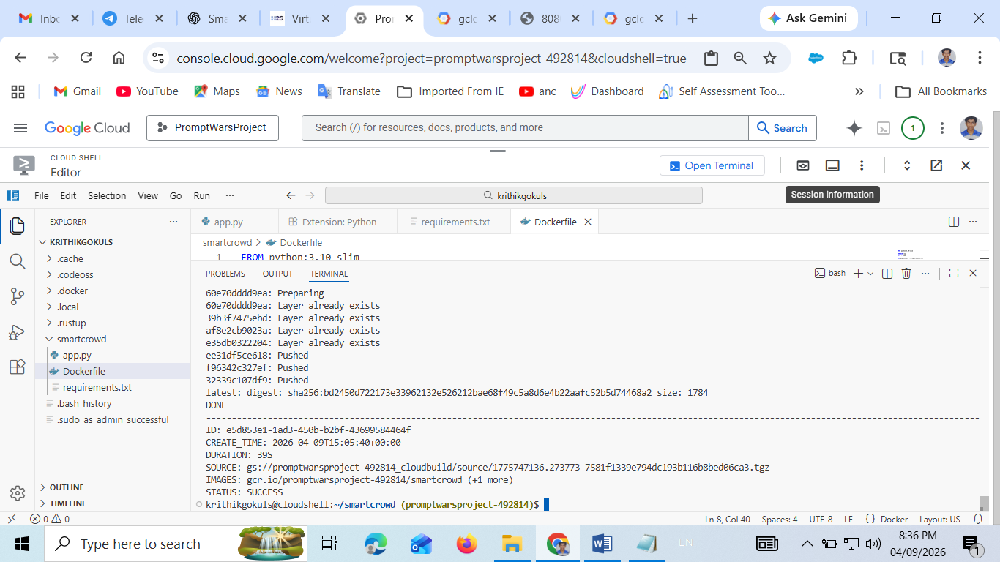 Inbo
Tele
Sma
Virtu
Pro
gclo
808
gclo
Ask Gemini
console.cloud.google.com/welcome?project=promptwarsproject-492814&cloudshell=true
Gmail
YouTube
Maps
News
Translate
Imported From IE
anc
Dashboard
Self Assessment Too...
All Bookmarks
Google Cloud
PromptWarsProject
Search (/) for resources, docs, products, and more
Search
1
CLOUD SHELL
Editor
Open Terminal
File Edit Selection View Go Run ...
krithikgokuls
Session information
EXPLORER
app.py
Extension: Python
requirements.txt
Dockerfile
KRITHIKGOKULS
.cache
.codeoss
.docker
.local
.rustup
smartcrowd
app.py
Dockerfile
requirements.txt
.bash_history
.sudo_as_admin_successful
OUTLINE
TIMELINE
smartcrowd > Dockerfile
1 FROM python:3.10-slim
PROBLEMS OUTPUT TERMINAL
bash
60e70dddd9ea: Preparing
60e70dddd9ea: Layer already exists
39b3f7475ebd: Layer already exists
af8e2cb9023a: Layer already exists
e35db0322204: Layer already exists
ee31df5ce618: Pushed
f96342c327ef: Pushed
32339c107df9: Pushed
latest: digest: sha256:bd2450d722173e33962132e526212bae68f49c5a8d6e4b22aafc52b5d74468a2 size: 1784
DONE
ID: e5d853e1-1ad3-450b-b2bf-43699584464f
CREATE_TIME: 2026-04-09T15:05:40+00:00
DURATION: 39S
SOURCE: gs://promptwarsproject-492814_cloudbuild/source/1775747136.273773-7581f1339e794dc193b116b8bed06ca3.tgz
IMAGES: gcr.io/promptwarsproject-492814/smartcrowd (+1 more)
STATUS: SUCCESS
krithikgokuls@cloudshell:~/smartcrowd (promptwarsproject-492814)$
0 0
Ln 8, Col 40
Spaces: 4
UTF-8
LF
{ } Docker
Layout: US
Type here to search
EN
8:36 PM
04/09/2026
1